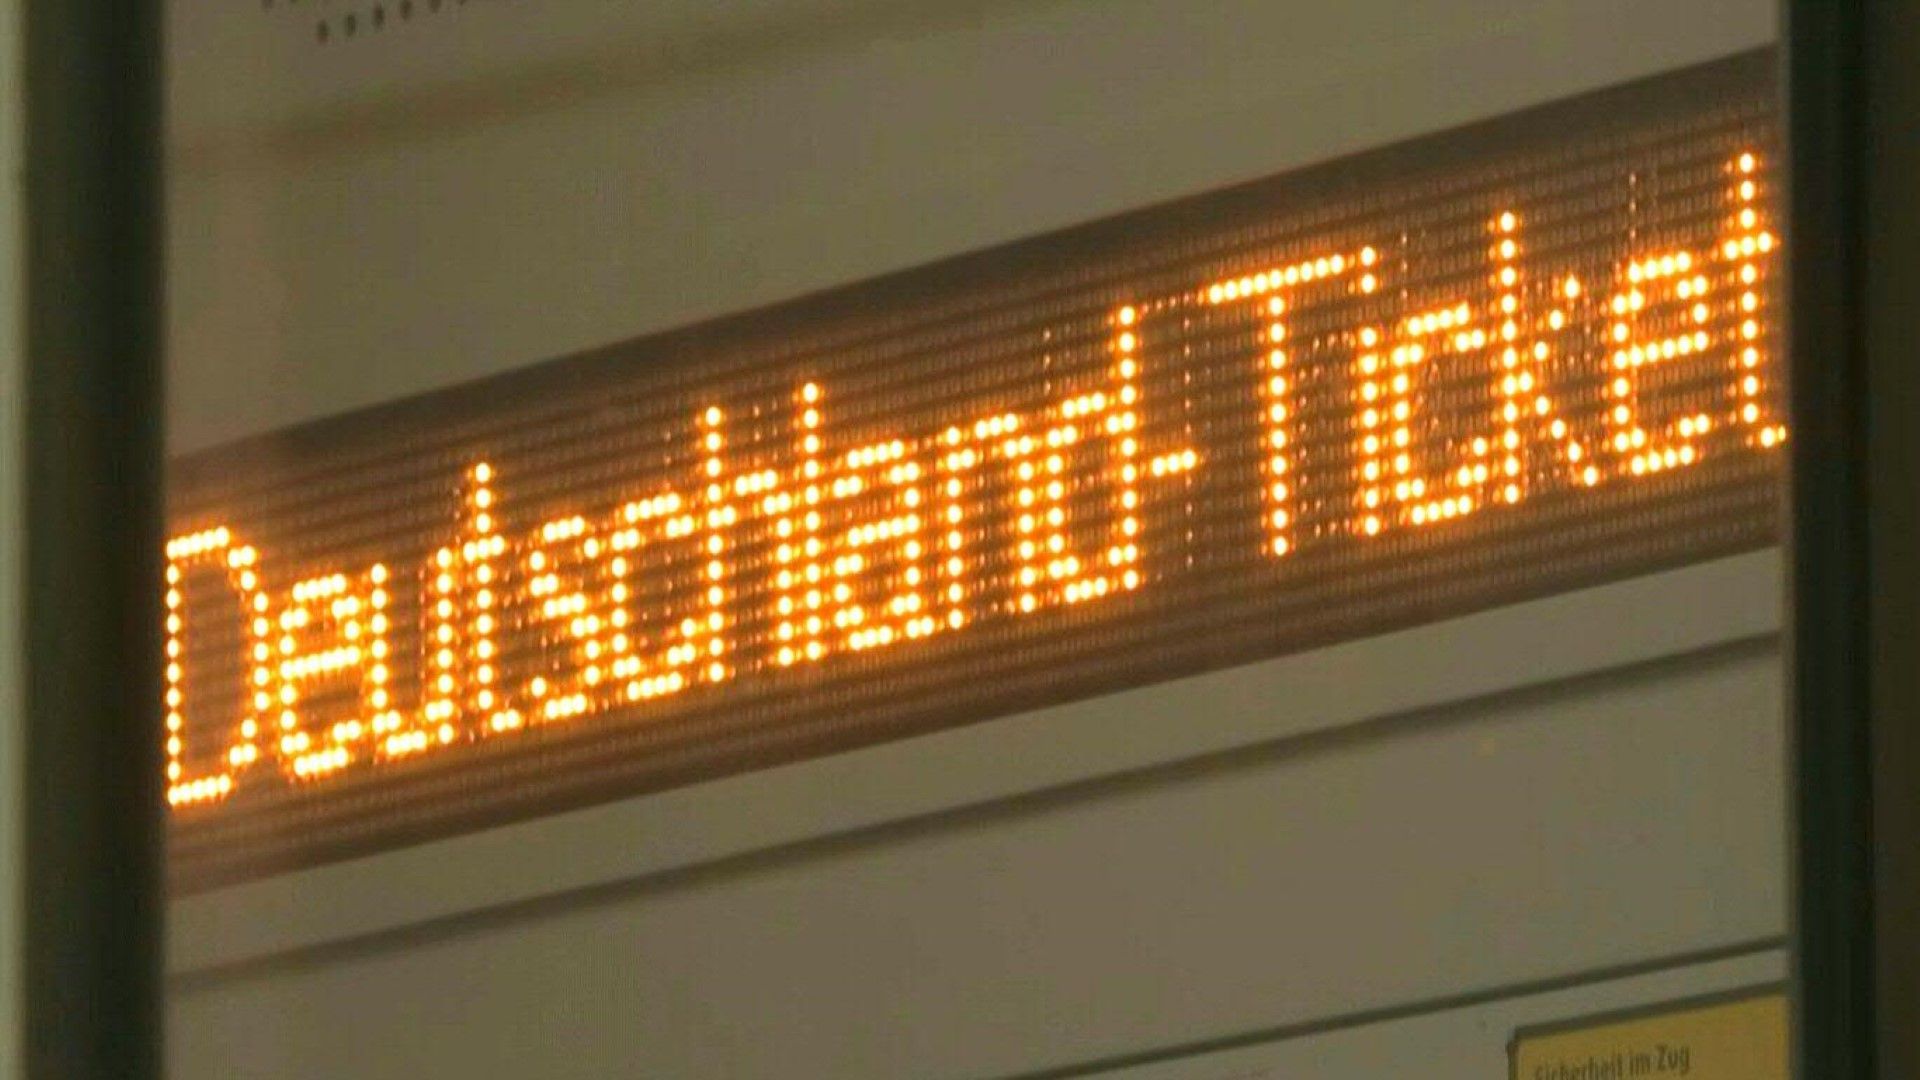 Deutschland-Ticket
Sicherheit im Zug